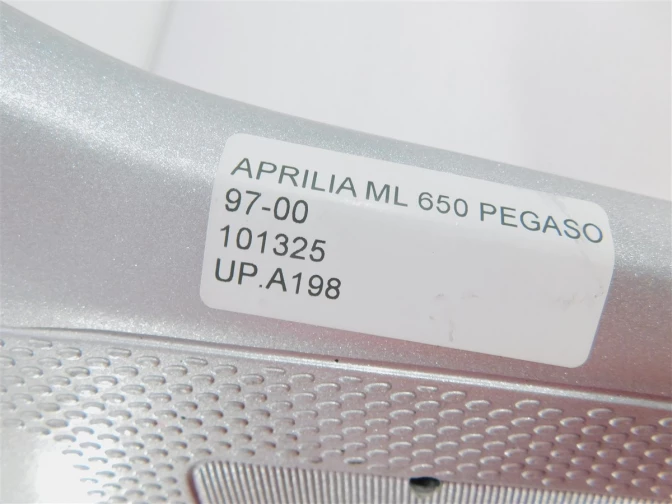 APRILIA ML 650 PEGASO
97-00
101325
UP.A198